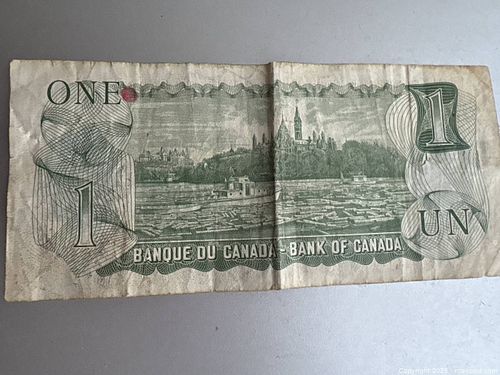 ONE
1
1
UN
BANQUE DU CANADA - BANK OF CANADA